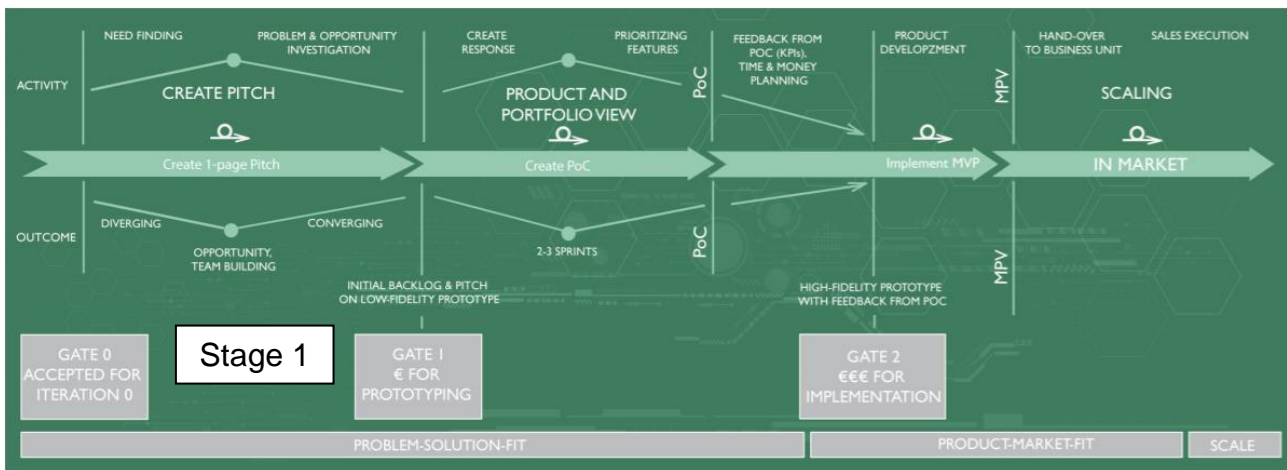 NEED FINDING
PROBLEM & OPPORTUNITY
INVESTIGATION
CREATE
RESPONSE
PRIORITIZING
FEATURES
FEEDBACK FROM
POC (KPIs),
TIME & MONEY
PLANNING
PRODUCT
DEVELOPZMENT
HAND-OVER
TO BUSINESS UNIT
SALES EXECUTION
ACTIVITY
CREATE PITCH
PRODUCT AND
PORTFOLIO VIEW
PoC
MPV
SCALING
Create 1-page Pitch
Create PoC
Implement MVP
IN MARKET
OUTCOME
DIVERGING
CONVERGING
OPPORTUNITY,
TEAM BUILDING
2-3 SPRINTS
PoC
MPV
INITIAL BACKLOG & PITCH
ON LOW-FIDELITY PROTOTYPE
HIGH-FIDELITY PROTOTYPE
WITH FEEDBACK FROM POC
GATE 0
ACCEPTED FOR
ITERATION 0
Stage 1
GATE 1
€ FOR
PROTOTYPING
GATE 2
€€€ FOR
IMPLEMENTATION
PROBLEM-SOLUTION-FIT
PRODUCT-MARKET-FIT
SCALE